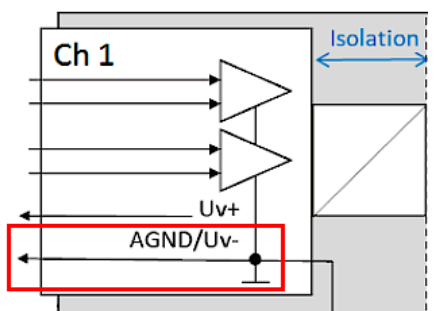 Isolation
Ch 1
Uv+
AGND/Uv-